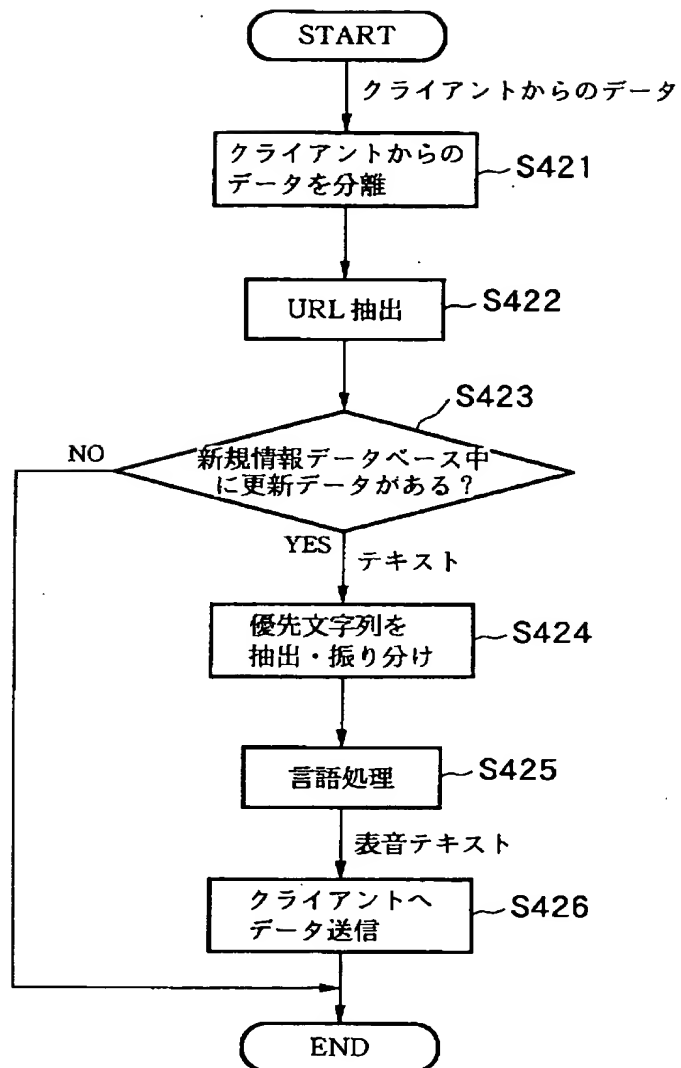 START
クライアントからのデータ
クライアントからの
データを分離
S421
URL抽出
S422
S423
NO
新規情報データベース中
に更新データがある?
YES
テキスト
優先文字列を
抽出・振り分け
S424
言語処理
S425
表音テキスト
クライアントへ
データ送信
S426
END